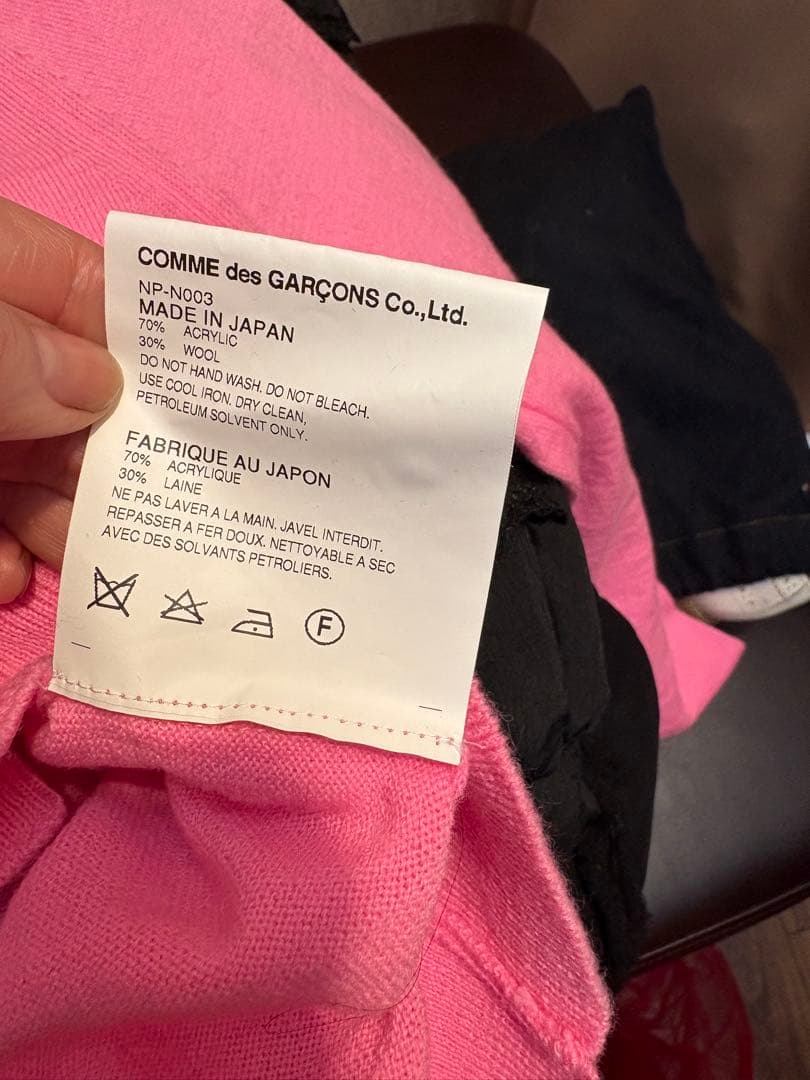 COMME des GARÇONS Co.,Ltd.
NP-N003
MADE IN JAPAN
70% ACRYLIC
30% WOOL
DO NOT HAND WASH. DO NOT BLEACH.
USE COOL IRON. DRY CLEAN,
PETROLEUM SOLVENT ONLY.
FABRIQUE AU JAPON
70% ACRYLIQUE
30% LAINE
NE PAS LAVER A LA MAIN. JAVEL INTERDIT.
REPASSER A FER DOUX. NETTOYABLE A SEC
AVEC DES SOLVANTS PETROLIERS.
F